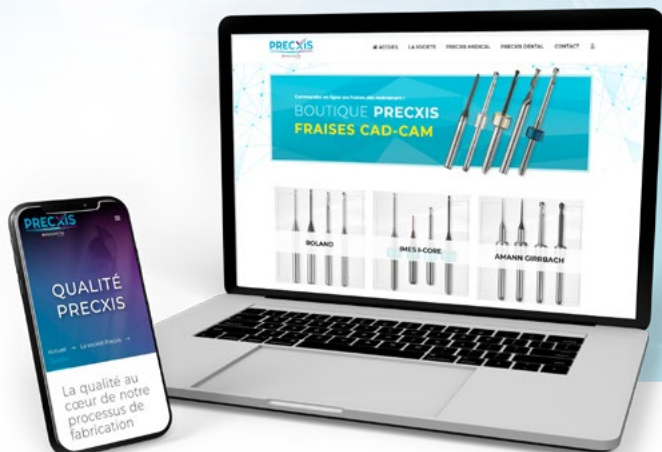 PRECXIS
ACCUEIL LA SOCIETE PRECXIS MEDICAL PRECXIS DENTAL CONTACT
BOUTIQUE PRECXIS
FRAISES CAD-CAM
ROLAND
IMES I-CORE
AMANN GIRRBACH
PRECXIS
QUALITÉ
PRECXIS
Accueil → La société Precxis →
La qualité au
cœur de notre
processus de
fabrication